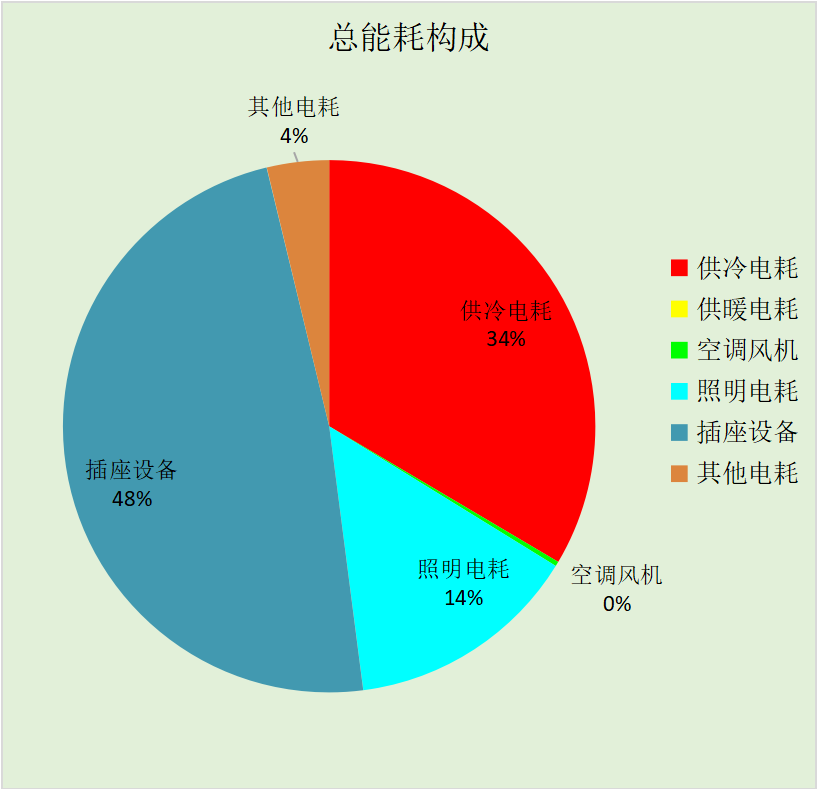 总能耗构成
其他电耗
4%
供冷电耗
34%
插座设备
48%
照明电耗
14%
空调风机
0%
供冷电耗
供暖电耗
空调风机
照明电耗
插座设备
其他电耗